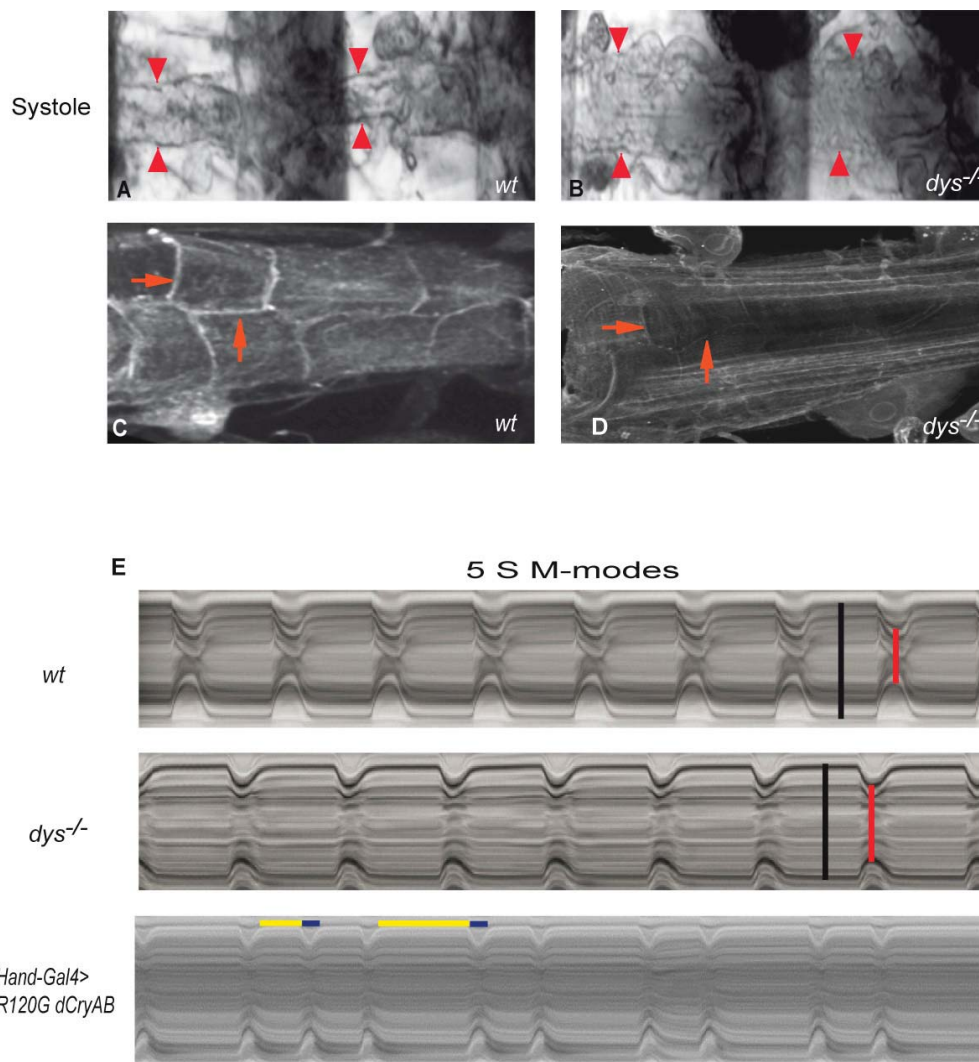 Systole
A
wt
B
dys-/-
C
wt
D
dys-/-
E
5 S M-modes
wt
dys-/-
Hand-Gal4>
R120G dCryAB